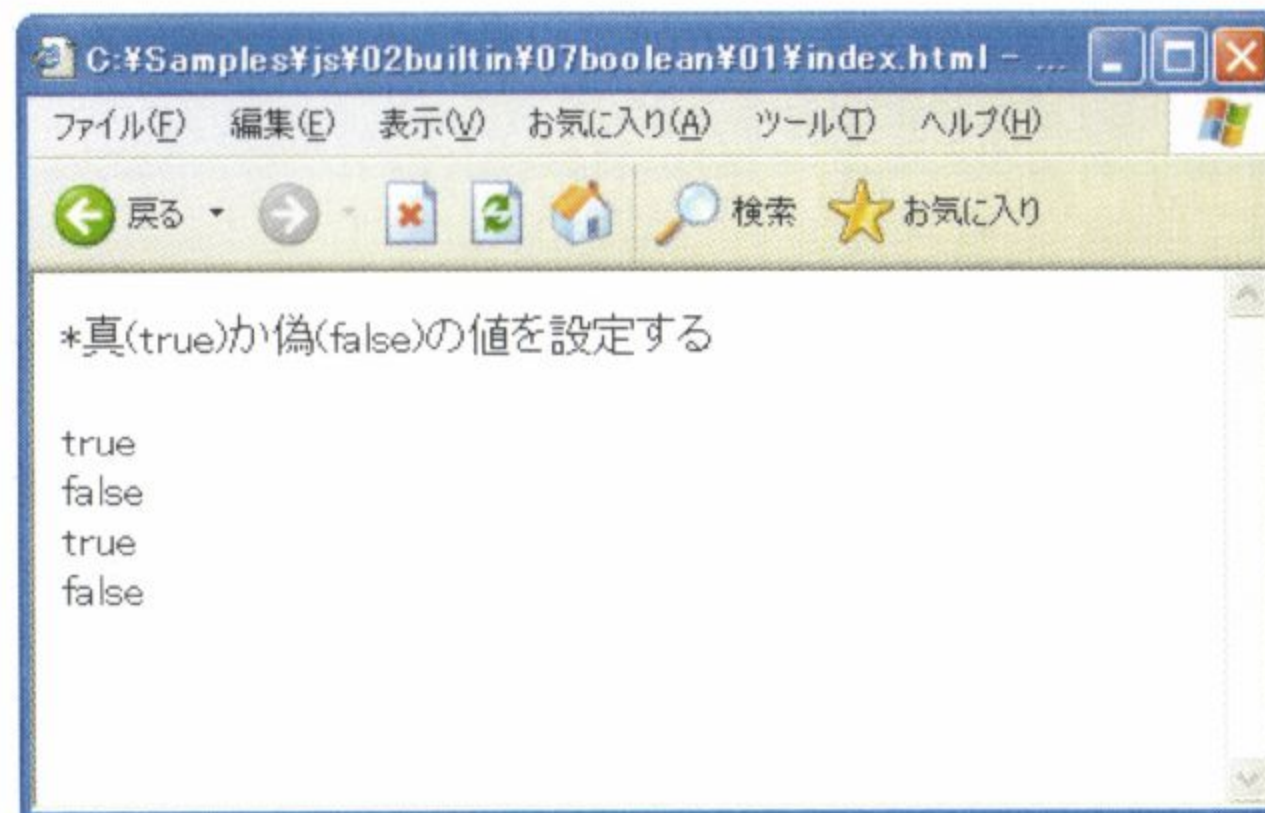 C:¥Samples¥js¥02builtin¥07boolean¥01¥index.html - ...
ファイル(F) 編集(E) 表示(V) お気に入り(A) ツール(T) ヘルプ(H)
戻る 検索 お気に入り
*真(true)か偽(false)の値を設定する
true
false
true
false